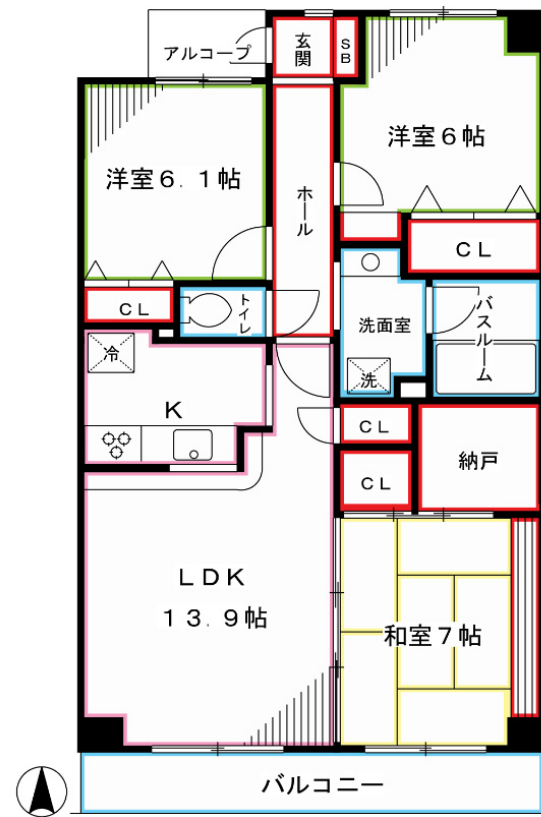 アルコーブ
玄関
SB
洋室6帖
洋室6.1帖
ホール
CL
CL
トイレ
洗面室
バスルーム
冷
洗
K
CL
納戸
CL
LDK
13.9帖
和室7帖
バルコニー